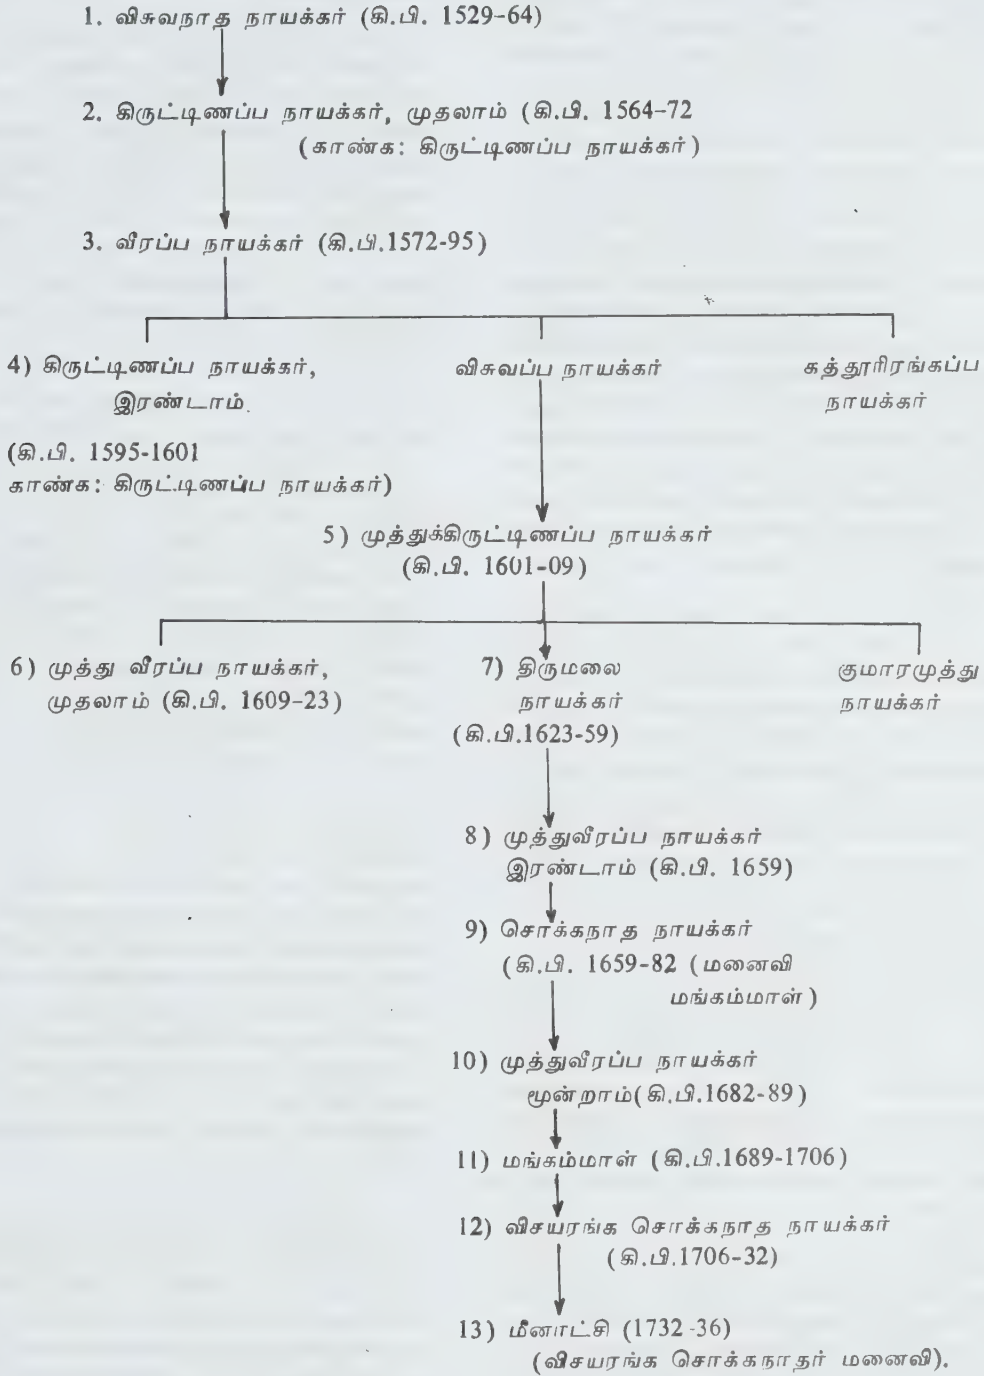 1. விசுவநாத நாயக்கர் (கி.பி. 1529-64)
2. கிருட்டிணப்ப நாயக்கர், முதலாம் (கி.பி. 1564-72
(காண்க: கிருட்டிணப்ப நாயக்கர்)
3. வீரப்ப நாயக்கர் (கி.பி.1572-95)
4) கிருட்டிணப்ப நாயக்கர்,
இரண்டாம்.
(கி.பி. 1595-1601
காண்க: கிருட்டிணப்ப நாயக்கர்)
விசுவப்ப நாயக்கர்
கத்தூரிரங்கப்ப
நாயக்கர்
5) முத்துக்கிருட்டிணப்ப நாயக்கர்
(கி.பி. 1601-09)
6) முத்து வீரப்ப நாயக்கர்,
முதலாம் (கி.பி. 1609-23)
7) திருமலை
நாயக்கர்
(கி.பி.1623-59)
குமாரமுத்து
நாயக்கர்
8) முத்துவீரப்ப நாயக்கர்
இரண்டாம் (கி.பி. 1659)
9) சொக்கநாத நாயக்கர்
(கி.பி. 1659-82 (மனைவி
மங்கம்மாள்)
10) முத்துவீரப்ப நாயக்கர்
மூன்றாம்(கி.பி.1682-89)
11) மங்கம்மாள் (கி.பி.1689-1706)
12) விசயரங்க சொக்கநாத நாயக்கர்
(கி.பி.1706-32)
13) மீனாட்சி (1732-36)
(விசயரங்க சொக்கநாதர் மனைவி).